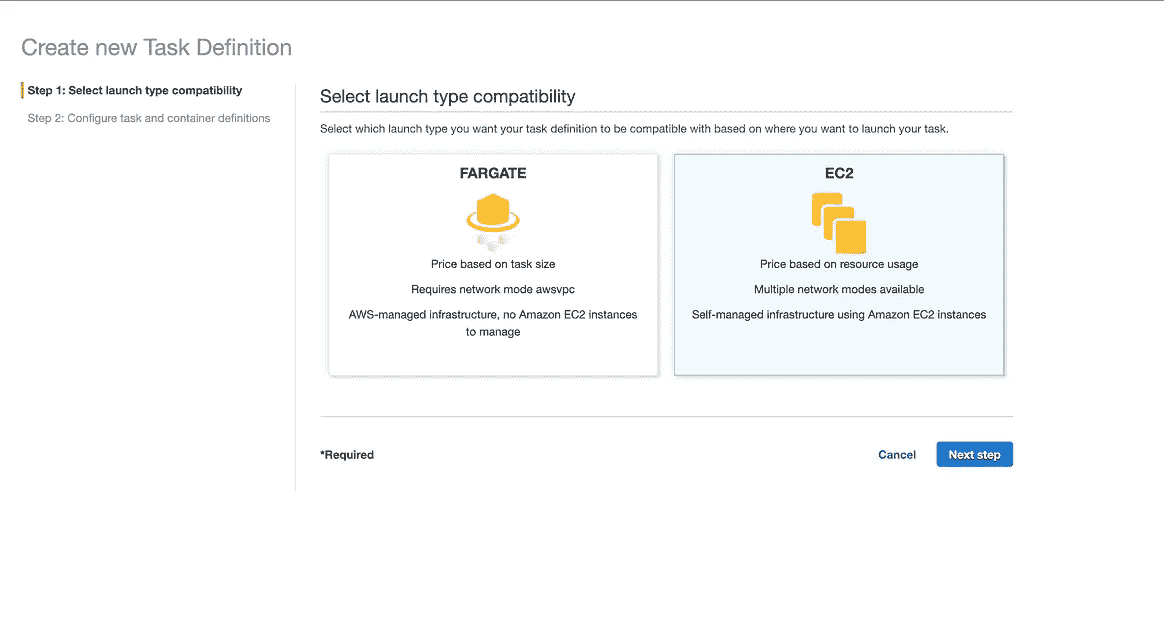 Create new Task Definition
Step 1: Select launch type compatibility
Step 2: Configure task and container definitions
Select launch type compatibility
Select which launch type you want your task definition to be compatible with based on where you want to launch your task.
FARGATE
Price based on task size
Requires network mode awsvpc
AWS-managed infrastructure, no Amazon EC2 instances
to manage
EC2
Price based on resource usage
Multiple network modes available
Self-managed infrastructure using Amazon EC2 instances
*Required
Cancel
Next step